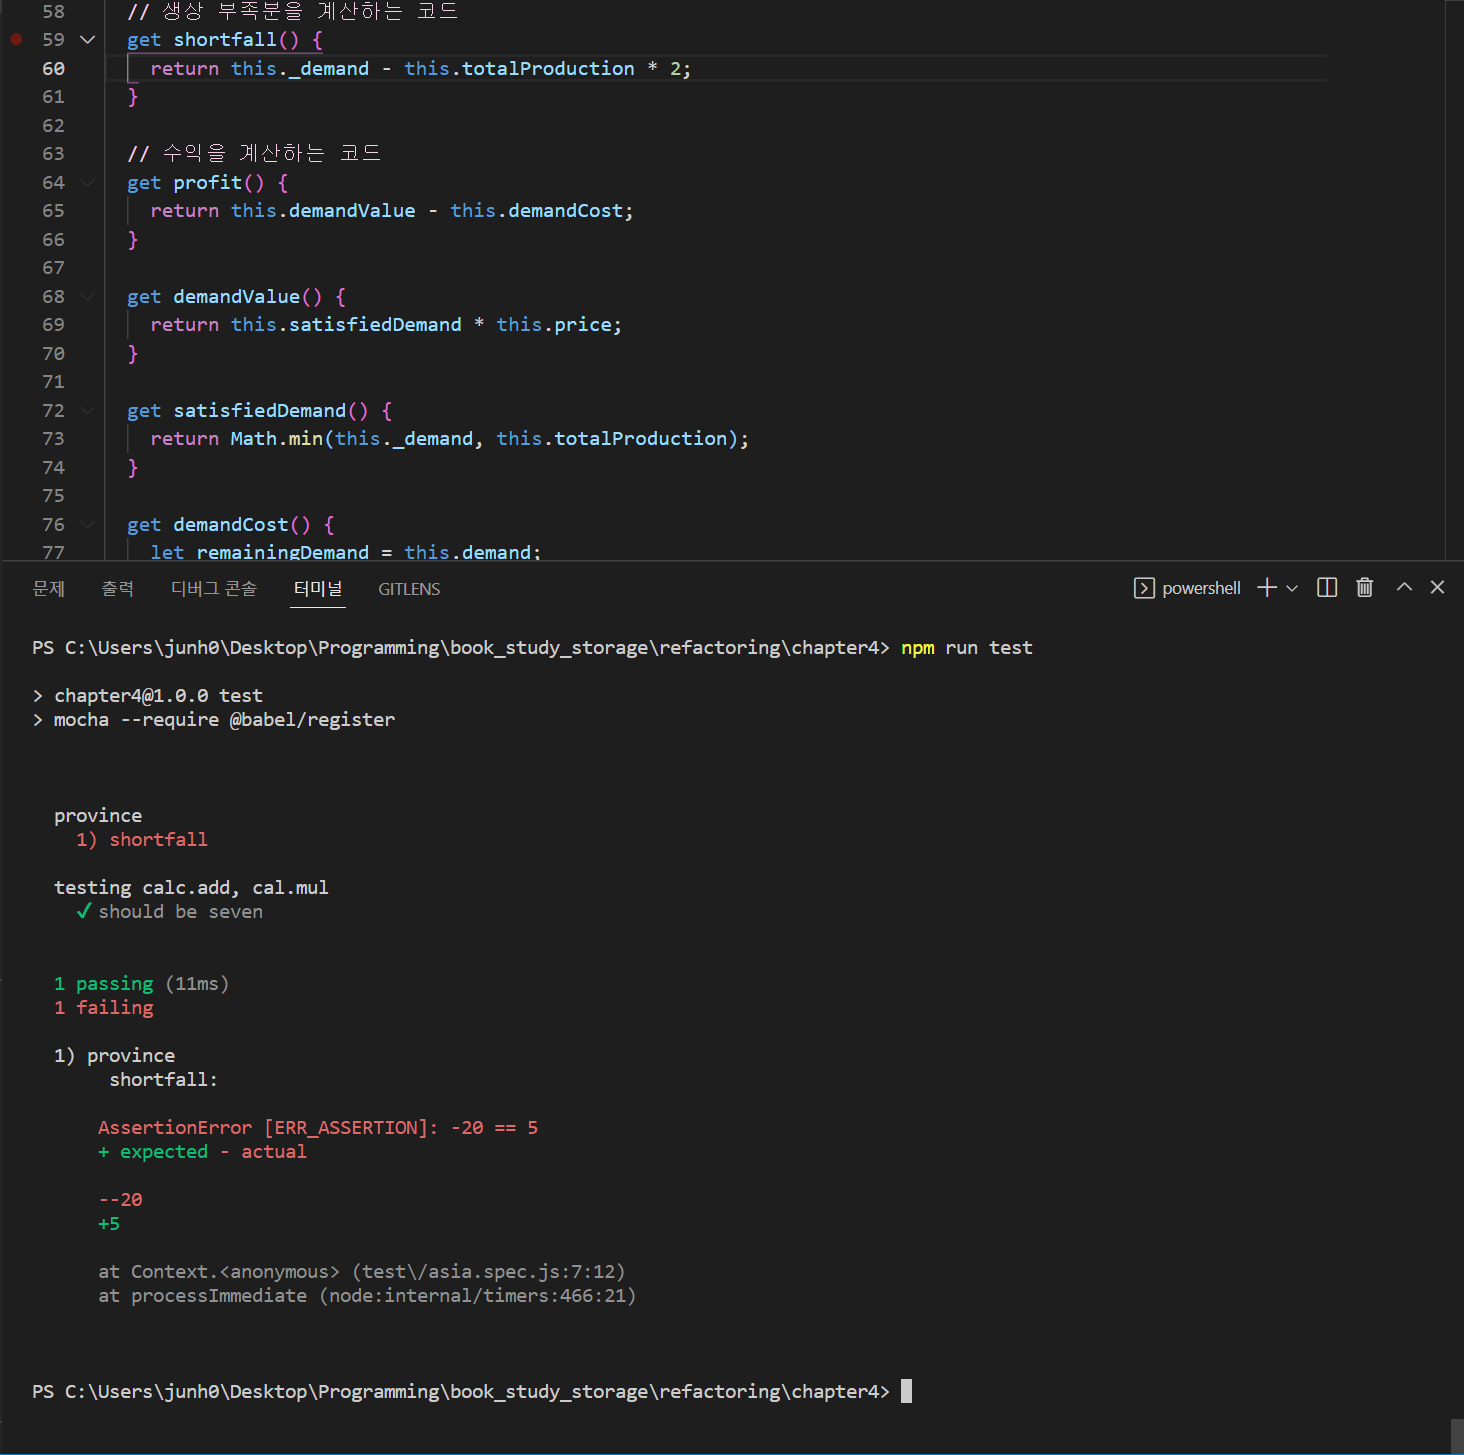 58 // 생상 부족분을 계산하는 코드
59 get shortfall() {
60 return this._demand - this.totalProduction * 2;
61 }
62
63 // 수익을 계산하는 코드
64 get profit() {
65 return this.demandValue - this.demandCost;
66 }
67
68 get demandValue() {
69 return this.satisfiedDemand * this.price;
70 }
71
72 get satisfiedDemand() {
73 return Math.min(this._demand, this.totalProduction);
74 }
75
76 get demandCost() {
77 let remainingDemand = this.demand;
문제 출력 디버그 콘솔 터미널 GITLENS powershell
PS C:\Users\junh0\Desktop\Programming\book_study_storage\refactoring\chapter4> npm run test
> chapter4@1.0.0 test
> mocha --require @babel/register
province
1) shortfall
testing calc.add, cal.mul
✓ should be seven
1 passing (11ms)
1 failing
1) province
shortfall:
AssertionError [ERR_ASSERTION]: -20 == 5
+ expected - actual
--20
+5
at Context.<anonymous> (test\/asia.spec.js:7:12)
at processImmediate (node:internal/timers:466:21)
PS C:\Users\junh0\Desktop\Programming\book_study_storage\refactoring\chapter4>